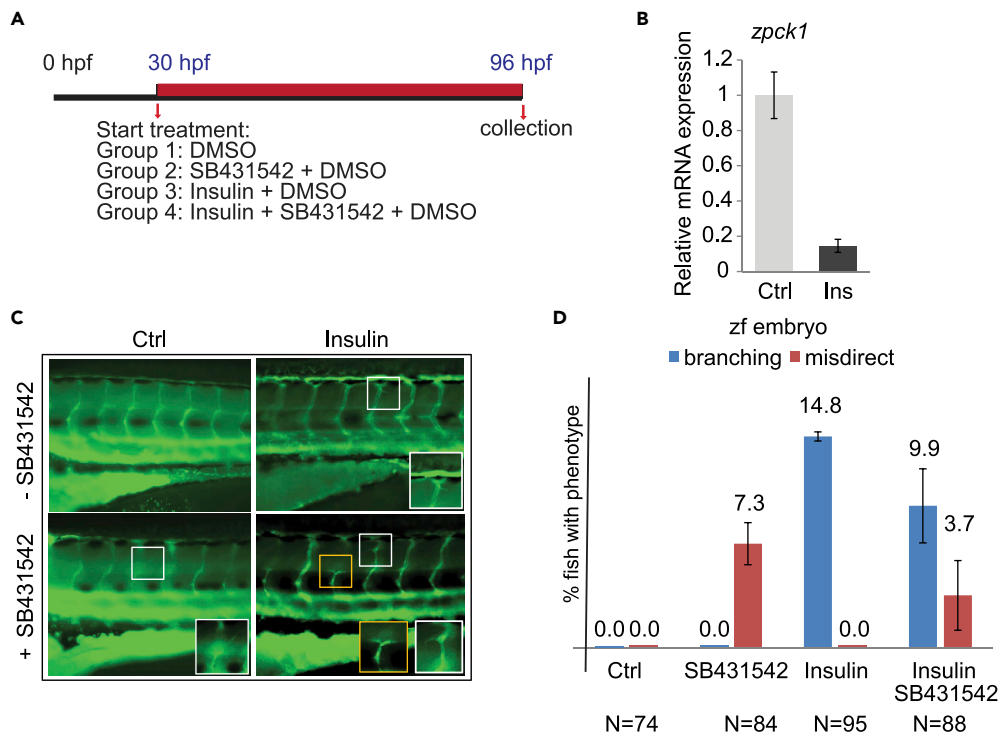 A
0 hpf 30 hpf 96 hpf
Start treatment: collection
Group 1: DMSO
Group 2: SB431542 + DMSO
Group 3: Insulin + DMSO
Group 4: Insulin + SB431542 + DMSO
B
zpck1
Relative mRNA expression
1.2
1
0.8
0.6
0.4
0.2
0
Ctrl Ins
C
Ctrl Insulin
- SB431542
+ SB431542
D
zf embryo
branching misdirect
% fish with phenotype
0.0 0.0 0.0 7.3 14.8 0.0 9.9 3.7
Ctrl SB431542 Insulin Insulin
SB431542
N=74 N=84 N=95 N=88